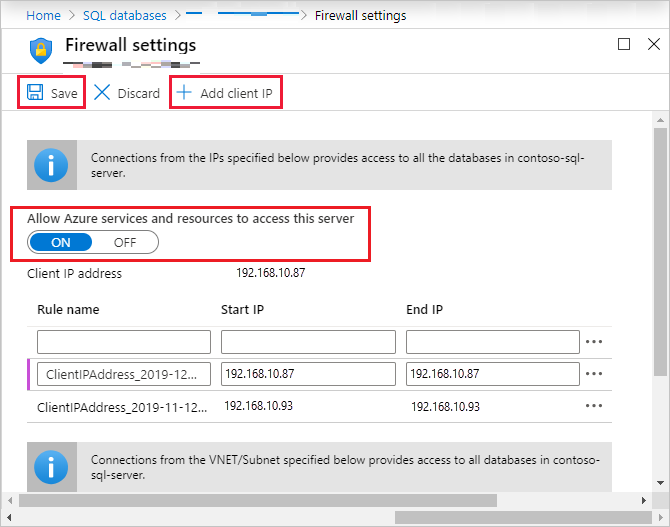 Home > SQL databases > > Firewall settings
Firewall settings
Save Discard Add client IP
Connections from the IPs specified below provides access to all the databases in contoso-sql-
server.
Allow Azure services and resources to access this server
ON OFF
Client IP address 192.168.10.87
Rule name Start IP End IP
ClientIPAddress_2019-12... 192.168.10.87 192.168.10.87
ClientIPAddress_2019-11-12... 192.168.10.93 192.168.10.93
Connections from the VNET/Subnet specified below provides access to all databases in contoso-
sql-server.